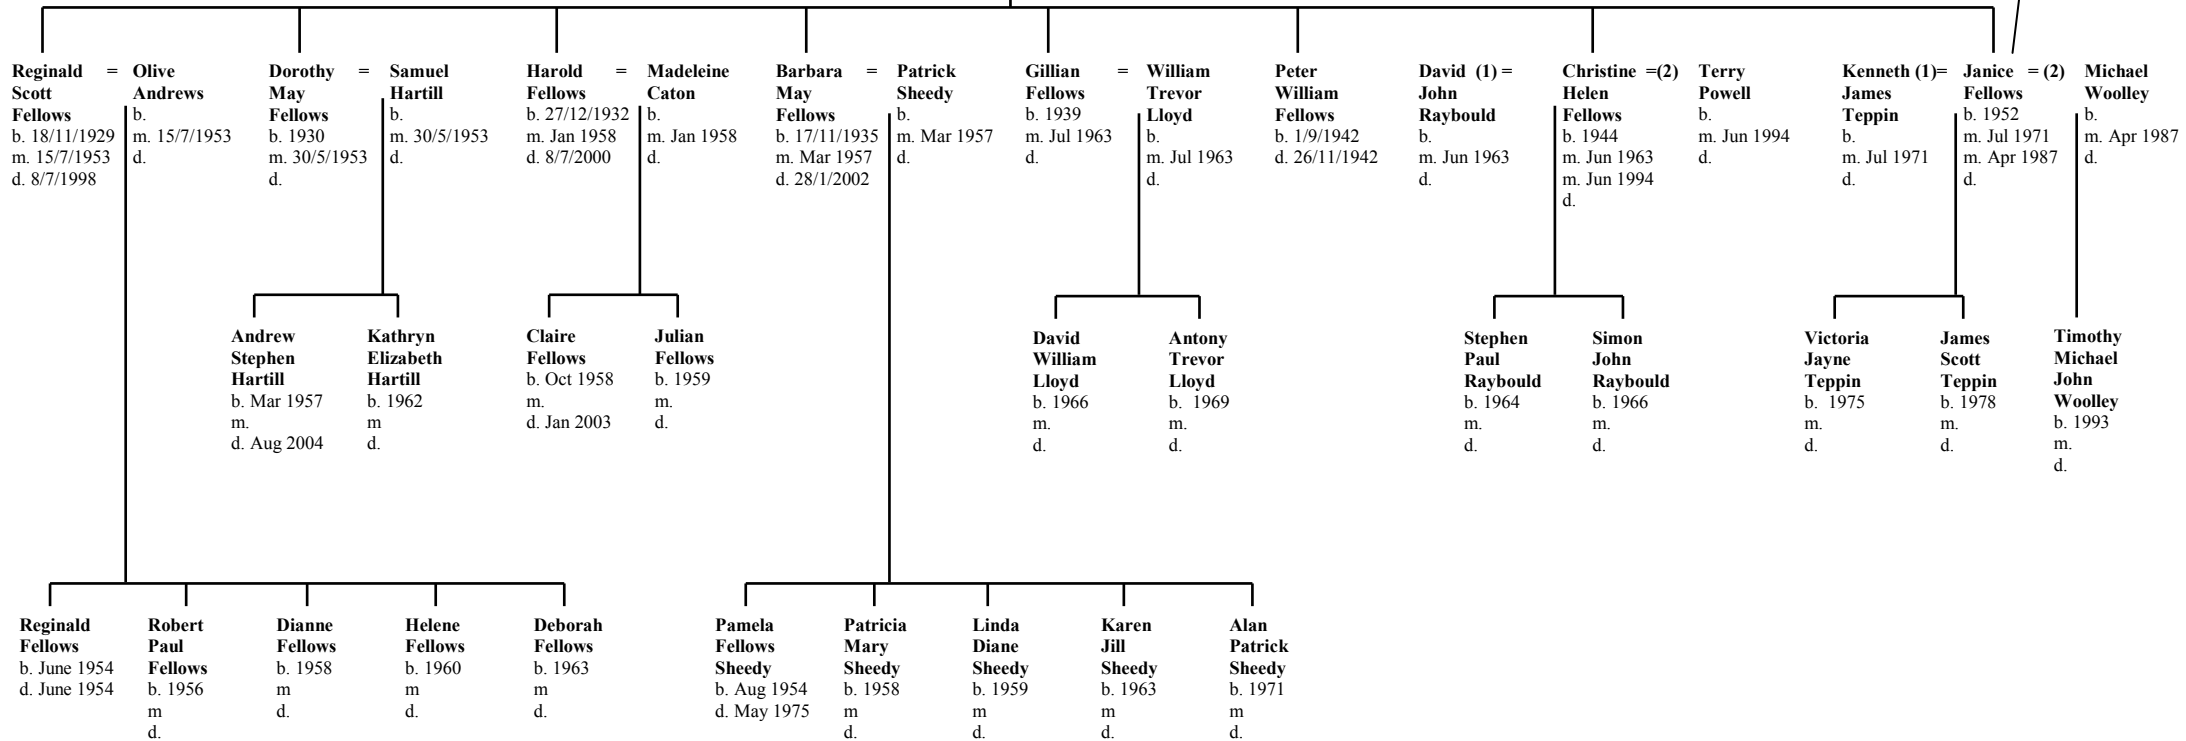 Reginald =
Scott
Fellows
b. 18/11/1929
m. 15/7/1953
d. 8/7/1998
Olive
Andrews
b.
m. 15/7/1953
d.
Dorothy =
May
Fellows
b. 1930
m. 30/5/1953
d.
Samuel
Hartill
b.
m. 30/5/1953
d.
Harold =
Fellows
b. 27/12/1932
m. Jan 1958
d. 8/7/2000
Madeleine
Caton
b.
m. Jan 1958
d.
Barbara =
May
Fellows
b. 17/11/1935
m. Mar 1957
d. 28/1/2002
Patrick
Sheedy
b.
m. Mar 1957
d.
Gillian =
Fellows
b. 1939
m. Jul 1963
d.
William
Trevor
Lloyd
b.
m. Jul 1963
d.
Peter
William
Fellows
b. 1/9/1942
d. 26/11/1942
David (1) =
John
Raybould
b.
m. Jun 1963
d.
Christine =(2)
Helen
Fellows
b. 1944
m. Jun 1963
m. Jun 1994
d.
Terry
Powell
b.
m. Jun 1994
d.
Kenneth (1)=
James
Teppin
b.
m. Jul 1971
d.
Janice = (2)
Fellows
b. 1952
m. Jul 1971
m. Apr 1987
d.
Michael
Woolley
b.
m. Apr 1987
d.
Andrew
Stephen
Hartill
b. Mar 1957
m.
d. Aug 2004
Kathryn
Elizabeth
Hartill
b. 1962
m
d.
Claire
Fellows
b. Oct 1958
m.
d. Jan 2003
Julian
Fellows
b. 1959
m.
d.
David
William
Lloyd
b. 1966
m.
d.
Antony
Trevor
Lloyd
b. 1969
m.
d.
Stephen
Paul
Raybould
b. 1964
m.
d.
Simon
John
Raybould
b. 1966
m.
d.
Victoria
Jayne
Teppin
b. 1975
m.
d.
James
Scott
Teppin
b. 1978
m.
d.
Timothy
Michael
John
Woolley
b. 1993
m.
d.
Reginald
Fellows
b. June 1954
d. June 1954
Robert
Paul
Fellows
b. 1956
m
d.
Dianne
Fellows
b. 1958
m
d.
Helene
Fellows
b. 1960
m
d.
Deborah
Fellows
b. 1963
m
d.
Pamela
Fellows
Sheedy
b. Aug 1954
d. May 1975
Patricia
Mary
Sheedy
b. 1958
m
d.
Linda
Diane
Sheedy
b. 1959
m
d.
Karen
Jill
Sheedy
b. 1963
m
d.
Alan
Patrick
Sheedy
b. 1971
m
d.